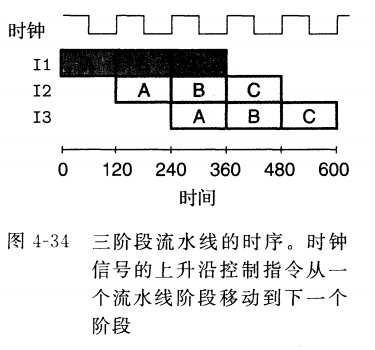 时钟
I1
I2 A B C
I3 A B C
0 120 240 360 480 600
时间
图 4-34 三阶段流水线的时序。时钟
信号的上升沿控制指令从一
个流水线阶段移动到下一个
阶段